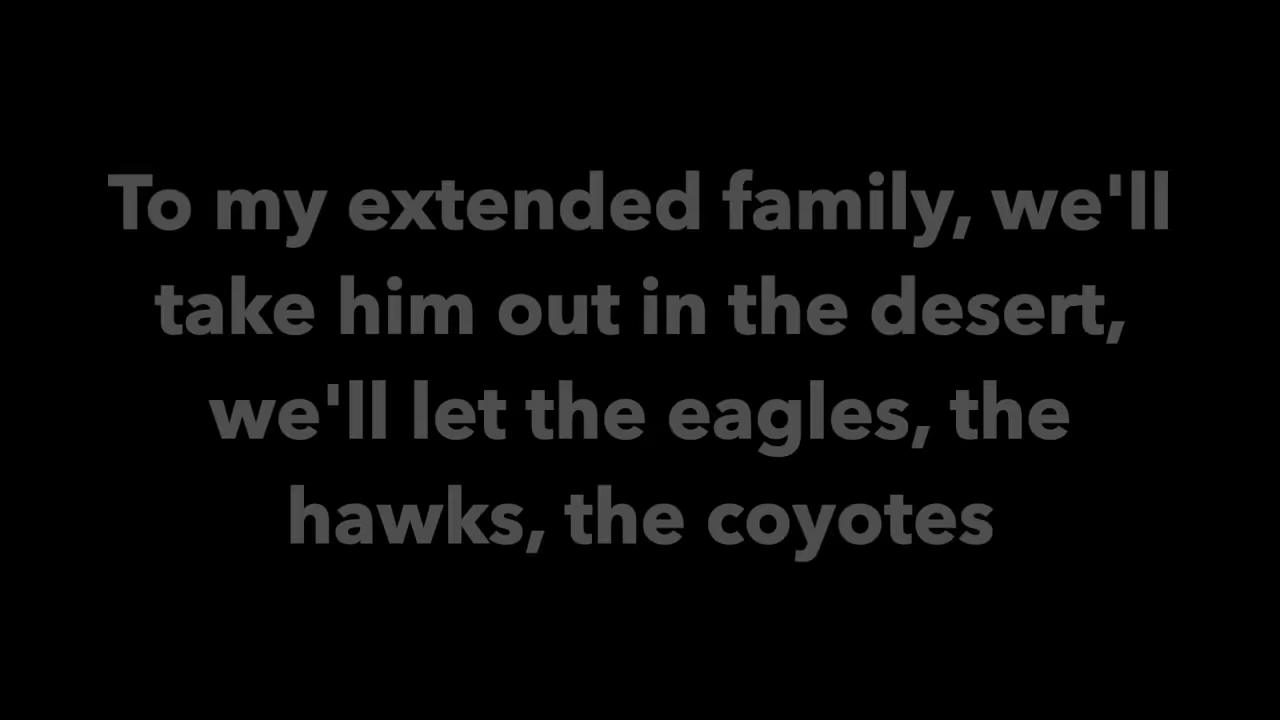 To my extended family, we'll
take him out in the desert,
we'll let the eagles, the
hawks, the coyotes